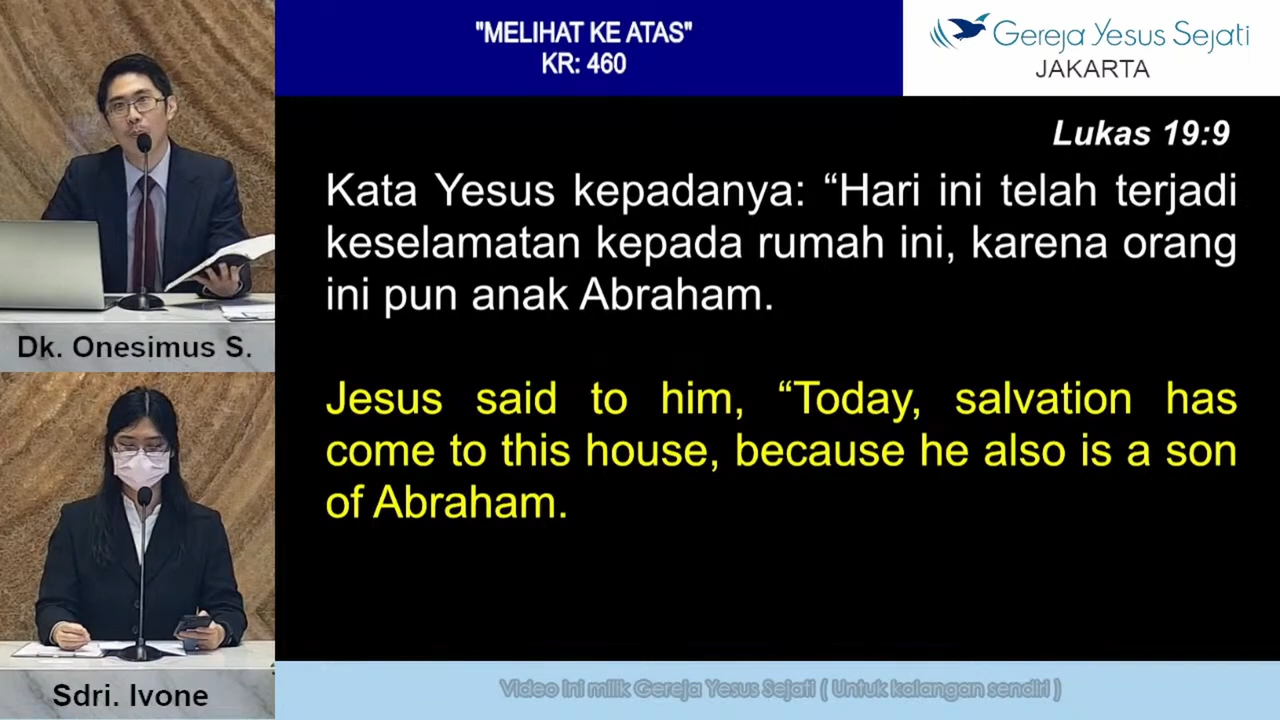 "MELIHAT KE ATAS"
KR: 460
Gereja Yesus Sejati
JAKARTA
Lukas 19:9
Kata Yesus kepadanya: “Hari ini telah terjadi
keselamatan kepada rumah ini, karena orang
ini pun anak Abraham.
Jesus said to him, “Today, salvation has
come to this house, because he also is a son
of Abraham.
Dk. Onesimus S.
Sdri. Ivone
Video ini milik Gereja Yesus Sejati ( Untuk kalangan sendiri )